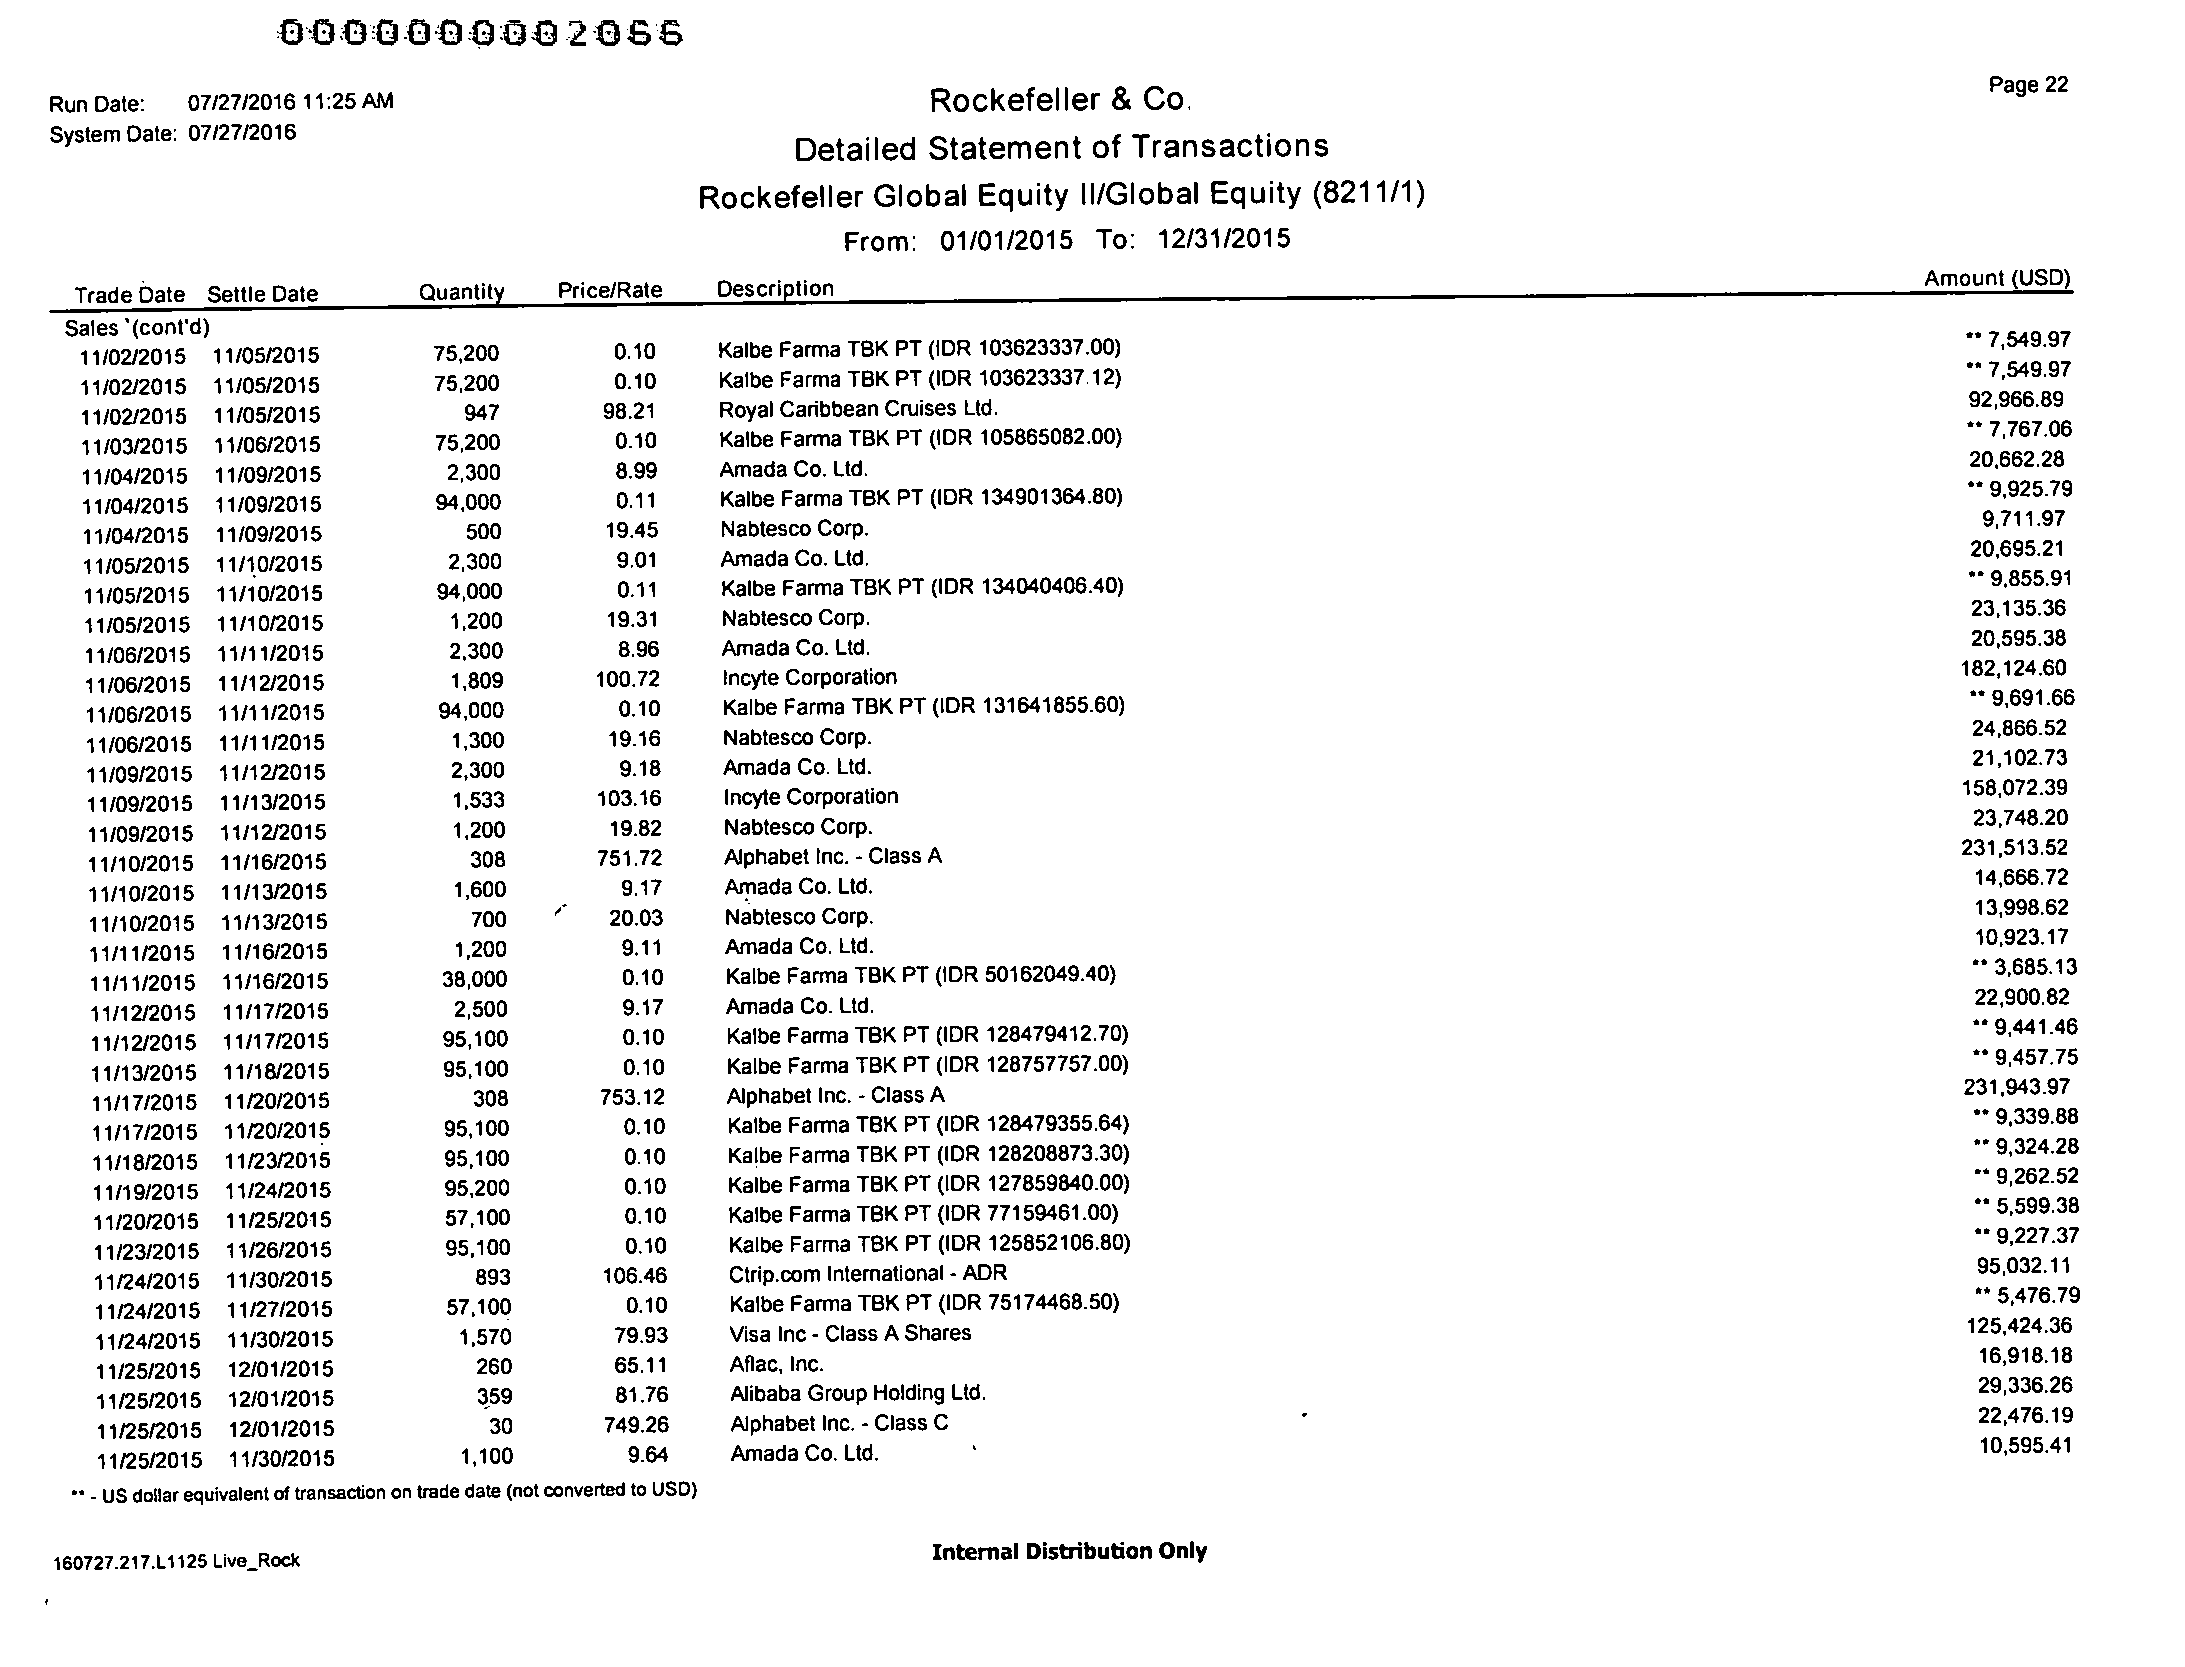 0000000002066
Run Date: 07/27/2016 11:25 AM
System Date: 07/27/2016
Page 22
Rockefeller & Co.
Detailed Statement of Transactions
Rockefeller Global Equity II/Global Equity (8211/1)
From: 01/01/2015 To: 12/31/2015
Trade Date Settle Date Quantity Price/Rate Description Amount (USD)
Sales (cont'd)
11/02/2015 11/05/2015 75,200 0.10 Kalbe Farma TBK PT (IDR 103623337.00) ** 7,549.97
11/02/2015 11/05/2015 75,200 0.10 Kalbe Farma TBK PT (IDR 103623337.12) ** 7,549.97
11/02/2015 11/05/2015 947 98.21 Royal Caribbean Cruises Ltd. 92,966.89
11/03/2015 11/06/2015 75,200 0.10 Kalbe Farma TBK PT (IDR 105865082.00) ** 7,767.06
11/04/2015 11/09/2015 2,300 8.99 Amada Co. Ltd. 20,662.28
11/04/2015 11/09/2015 94,000 0.11 Kalbe Farma TBK PT (IDR 134901364.80) ** 9,925.79
11/04/2015 11/09/2015 500 19.45 Nabtesco Corp. 9,711.97
11/05/2015 11/10/2015 2,300 9.01 Amada Co. Ltd. 20,695.21
11/05/2015 11/10/2015 94,000 0.11 Kalbe Farma TBK PT (IDR 134040406.40) ** 9,855.91
11/05/2015 11/10/2015 1,200 19.31 Nabtesco Corp. 23,135.36
11/06/2015 11/11/2015 2,300 8.96 Amada Co. Ltd. 20,595.38
11/06/2015 11/12/2015 1,809 100.72 Incyte Corporation 182,124.60
11/06/2015 11/11/2015 94,000 0.10 Kalbe Farma TBK PT (IDR 131641855.60) ** 9,691.66
11/06/2015 11/11/2015 1,300 19.16 Nabtesco Corp. 24,866.52
11/09/2015 11/12/2015 2,300 9.18 Amada Co. Ltd. 21,102.73
11/09/2015 11/13/2015 1,533 103.16 Incyte Corporation 158,072.39
11/09/2015 11/12/2015 1,200 19.82 Nabtesco Corp. 23,748.20
11/10/2015 11/16/2015 308 751.72 Alphabet Inc. - Class A 231,513.52
11/10/2015 11/13/2015 1,600 9.17 Amada Co. Ltd. 14,666.72
11/10/2015 11/13/2015 700 20.03 Nabtesco Corp. 13,998.62
11/11/2015 11/16/2015 1,200 9.11 Amada Co. Ltd. 10,923.17
11/11/2015 11/16/2015 38,000 0.10 Kalbe Farma TBK PT (IDR 50162049.40) ** 3,685.13
11/12/2015 11/17/2015 2,500 9.17 Amada Co. Ltd. 22,900.82
11/12/2015 11/17/2015 95,100 0.10 Kalbe Farma TBK PT (IDR 128479412.70) ** 9,441.46
11/13/2015 11/18/2015 95,100 0.10 Kalbe Farma TBK PT (IDR 128757757.00) ** 9,457.75
11/17/2015 11/20/2015 308 753.12 Alphabet Inc. - Class A 231,943.97
11/17/2015 11/20/2015 95,100 0.10 Kalbe Farma TBK PT (IDR 128479355.64) ** 9,339.88
11/18/2015 11/23/2015 95,100 0.10 Kalbe Farma TBK PT (IDR 128208873.30) ** 9,324.28
11/19/2015 11/24/2015 95,200 0.10 Kalbe Farma TBK PT (IDR 127859840.00) ** 9,262.52
11/20/2015 11/25/2015 57,100 0.10 Kalbe Farma TBK PT (IDR 77159461.00) ** 5,599.38
11/23/2015 11/26/2015 95,100 0.10 Kalbe Farma TBK PT (IDR 125852106.80) ** 9,227.37
11/24/2015 11/30/2015 893 106.46 Ctrip.com International - ADR 95,032.11
11/24/2015 11/27/2015 57,100 0.10 Kalbe Farma TBK PT (IDR 75174468.50) ** 5,476.79
11/24/2015 11/30/2015 1,570 79.93 Visa Inc - Class A Shares 125,424.36
11/25/2015 12/01/2015 260 65.11 Aflac, Inc. 16,918.18
11/25/2015 12/01/2015 359 81.76 Alibaba Group Holding Ltd. 29,336.26
11/25/2015 12/01/2015 30 749.26 Alphabet Inc. - Class C 22,476.19
11/25/2015 11/30/2015 1,100 9.64 Amada Co. Ltd. 10,595.41
** - US dollar equivalent of transaction on trade date (not converted to USD)
160727.217.L1125 Live_Rock
Internal Distribution Only